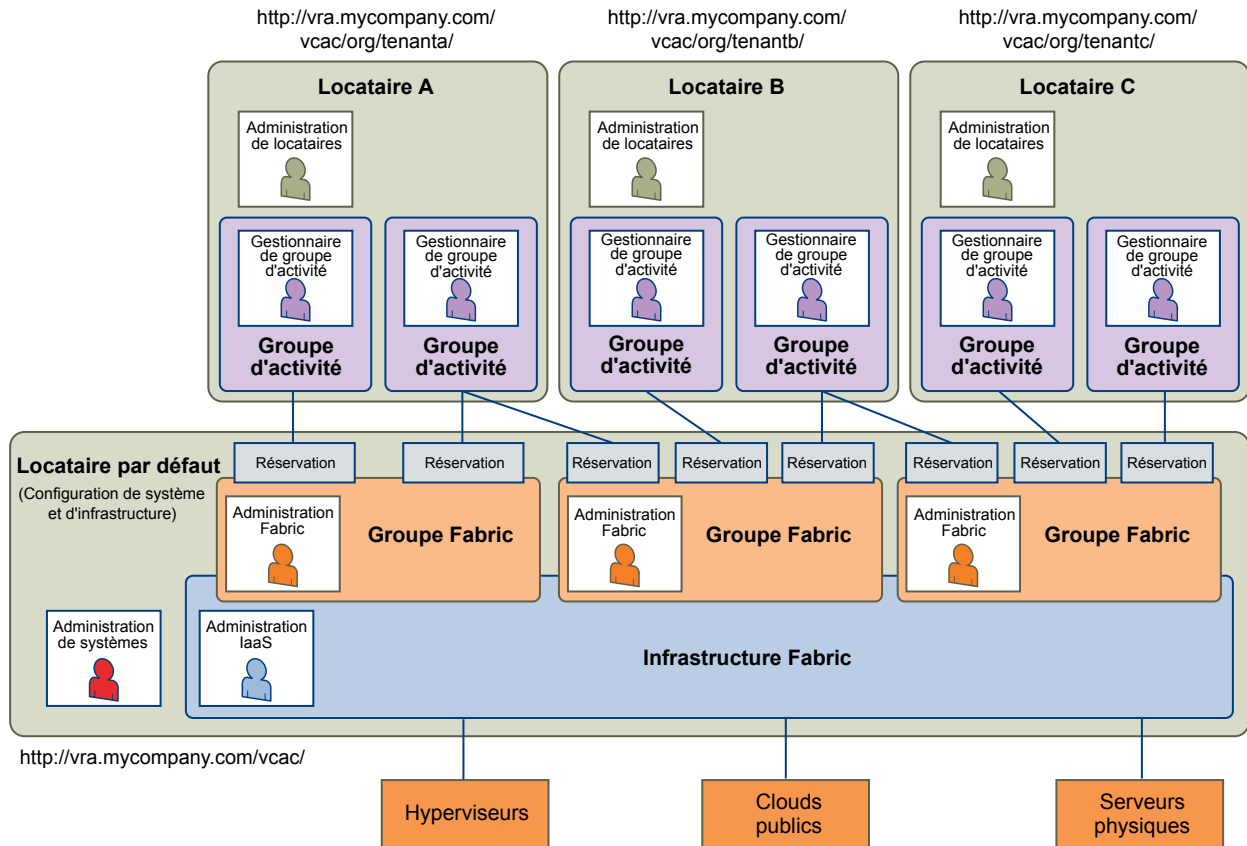 http://vra.mycompany.com/
vcac/org/tenanta/
http://vra.mycompany.com/
vcac/org/tenantb/
http://vra.mycompany.com/
vcac/org/tenantc/
Locataire A
Locataire B
Locataire C
Administration
de locataires
Administration
de locataires
Administration
de locataires
Gestionnaire
de groupe
d'activité
Gestionnaire
de groupe
d'activité
Gestionnaire
de groupe
d'activité
Gestionnaire
de groupe
d'activité
Gestionnaire
de groupe
d'activité
Gestionnaire
de groupe
d'activité
Groupe
d'activité
Groupe
d'activité
Groupe
d'activité
Groupe
d'activité
Groupe
d'activité
Groupe
d'activité
Locataire par défaut
(Configuration de système
et d'infrastructure)
Réservation
Réservation
Réservation
Réservation
Réservation
Réservation
Réservation
Réservation
Administration
Fabric
Groupe Fabric
Administration
Fabric
Groupe Fabric
Administration
Fabric
Groupe Fabric
Administration
de systèmes
Administration
IaaS
Infrastructure Fabric
http://vra.mycompany.com/vcac/
Hyperviseurs
Clouds
publics
Serveurs
physiques